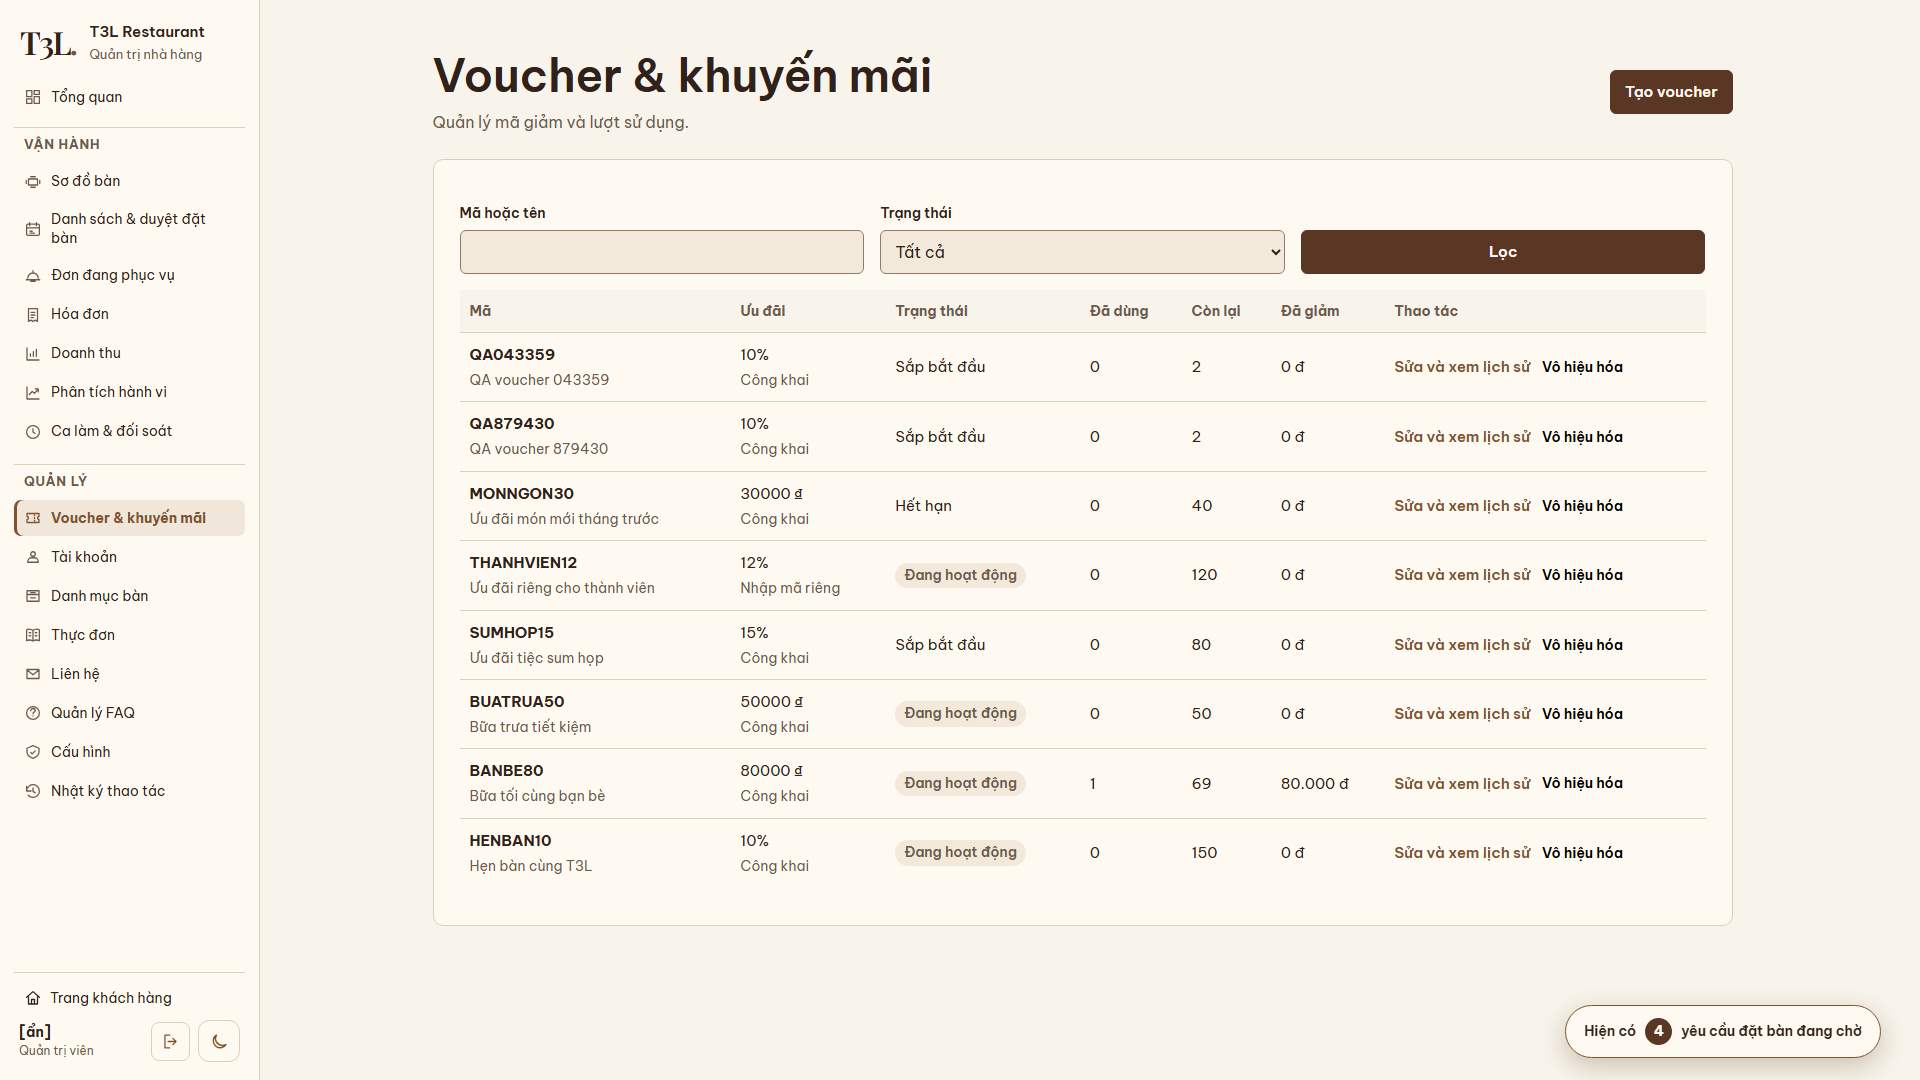 T3L.
T3L Restaurant
Quản trị nhà hàng
Tổng quan
VẬN HÀNH
Sơ đồ bàn
Danh sách & duyệt đặt
bàn
Đơn đang phục vụ
Hóa đơn
Doanh thu
Phân tích hành vi
Ca làm & đối soát
QUẢN LÝ
Voucher & khuyến mãi
Tài khoản
Danh mục bàn
Thực đơn
Liên hệ
Quản lý FAQ
Cấu hình
Nhật ký thao tác
Trang khách hàng
[ẩn]
Quản trị viên
Voucher & khuyến mãi
Quản lý mã giảm và lượt sử dụng.
Tạo voucher
Mã hoặc tên
Trạng thái
Tất cả
Lọc
Mã Ưu đãi Trạng thái Đã dùng Còn lại Đã giảm Thao tác
QA043359 10% Sắp bắt đầu 0 2 0 đ Sửa và xem lịch sử Vô hiệu hóa
QA voucher 043359 Công khai
QA879430 10% Sắp bắt đầu 0 2 0 đ Sửa và xem lịch sử Vô hiệu hóa
QA voucher 879430 Công khai
MONNGON30 30000 ₫ Hết hạn 0 40 0 đ Sửa và xem lịch sử Vô hiệu hóa
Ưu đãi món mới tháng trước Công khai
THANHVIEN12 12% Đang hoạt động 0 120 0 đ Sửa và xem lịch sử Vô hiệu hóa
Ưu đãi riêng cho thành viên Nhập mã riêng
SUMHOP15 15% Sắp bắt đầu 0 80 0 đ Sửa và xem lịch sử Vô hiệu hóa
Ưu đãi tiệc sum họp Công khai
BUATRUA50 50000 ₫ Đang hoạt động 0 50 0 đ Sửa và xem lịch sử Vô hiệu hóa
Bữa trưa tiết kiệm Công khai
BANBE80 80000 ₫ Đang hoạt động 1 69 80.000 đ Sửa và xem lịch sử Vô hiệu hóa
Bữa tối cùng bạn bè Công khai
HENBAN10 10% Đang hoạt động 0 150 0 đ Sửa và xem lịch sử Vô hiệu hóa
Hẹn bàn cùng T3L Công khai
Hiện có 4 yêu cầu đặt bàn đang chờ